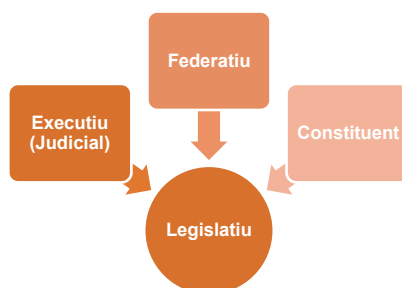 Federatiu
Executiu
(Judicial)
Constituent
Legislatiu